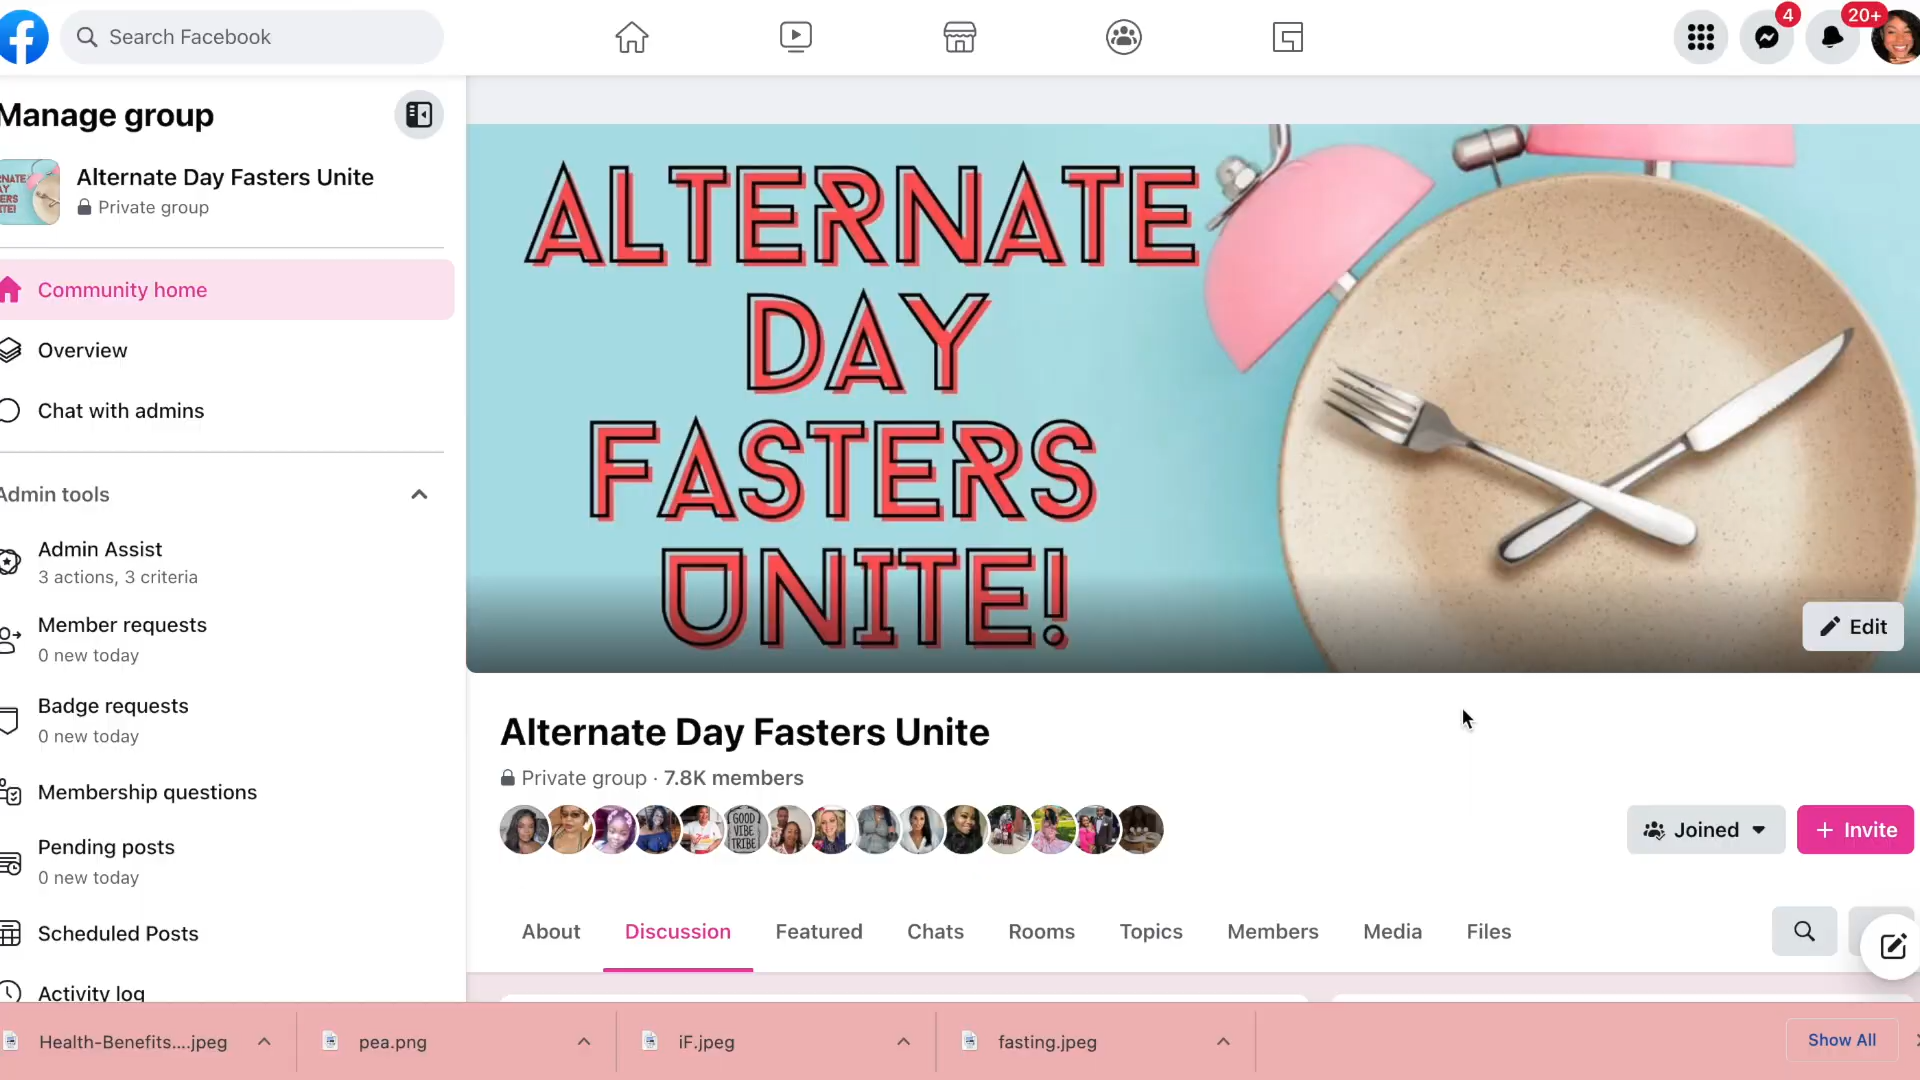 Search Facebook
4
20+
Manage group
Alternate Day Fasters Unite
Private group
Community home
Overview
Chat with admins
Admin tools
Admin Assist
3 actions, 3 criteria
Member requests
0 new today
Badge requests
0 new today
Membership questions
Pending posts
0 new today
Scheduled Posts
Activity log
ALTERNATE
DAY
FASTERS
UNITE!
Edit
Alternate Day Fasters Unite
Private group · 7.8K members
GOOD
VIBE
TRIBE
Joined
+ Invite
About Discussion Featured Chats Rooms Topics Members Media Files
Health-Benefits....jpeg
pea.png
iF.jpeg
fasting.jpeg
Show All